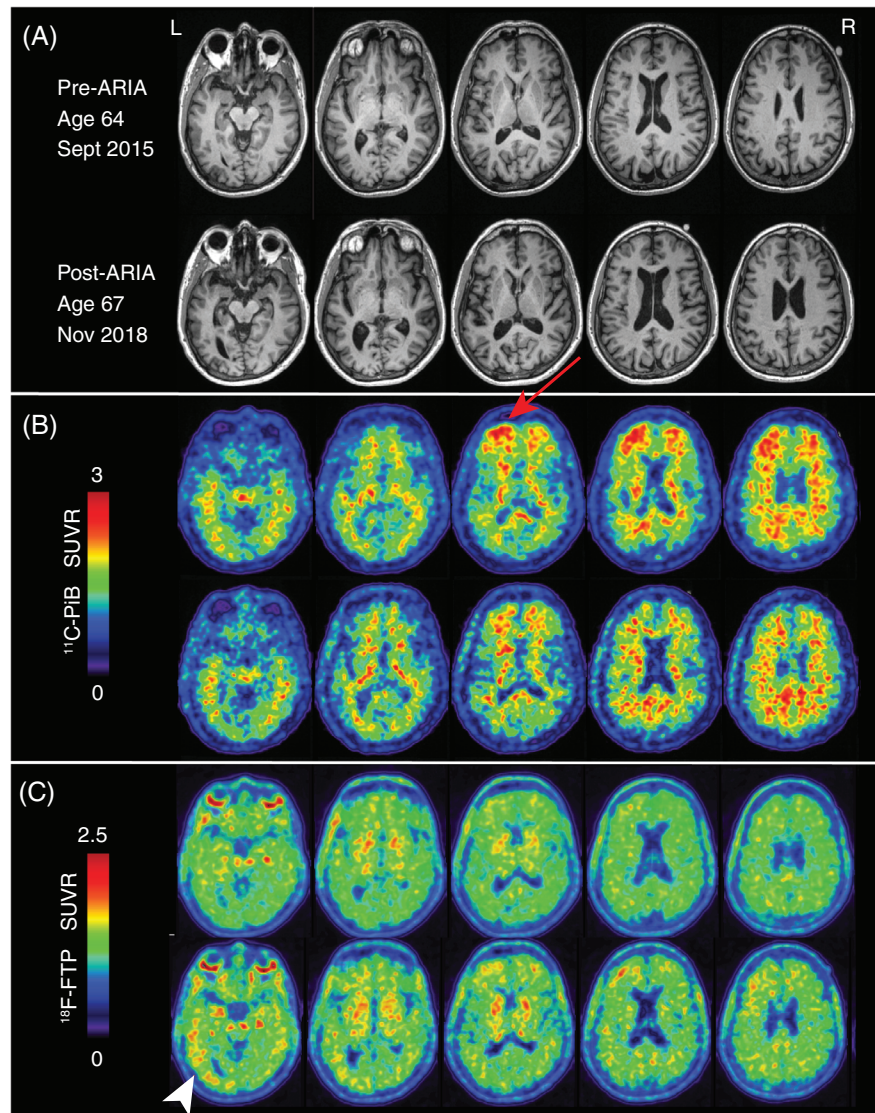 (A)
L
R
Pre-ARIA
Age 64
Sept 2015
Post-ARIA
Age 67
Nov 2018
(B)
3
¹¹C-PiB SUVR
0
(C)
2.5
¹⁸F-FTP SUVR
0